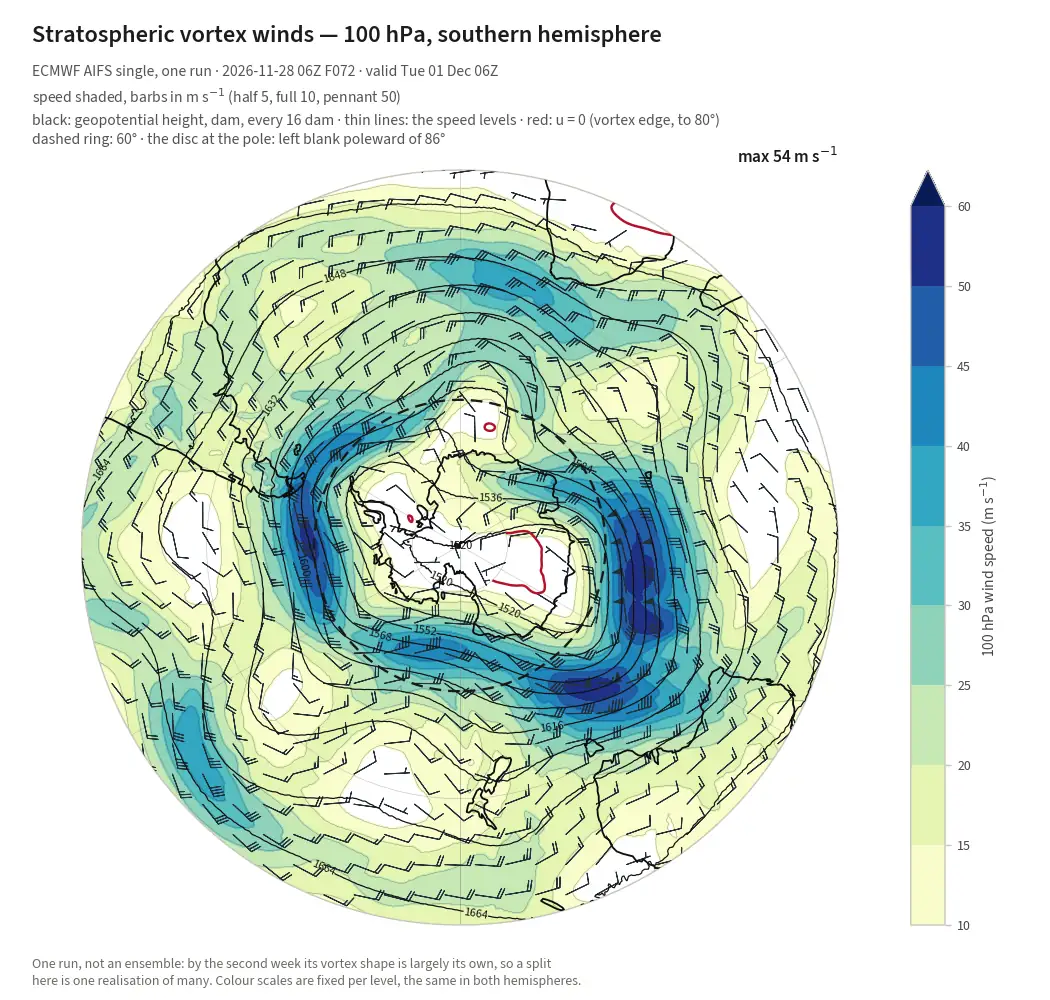 Stratospheric vortex winds — 100 hPa, southern hemisphere
ECMWF AIFS single, one run · 2026-11-28 06Z F072 · valid Tue 01 Dec 06Z
speed shaded, barbs in m s⁻¹ (half 5, full 10, pennant 50)
black: geopotential height, dam, every 16 dam · thin lines: the speed levels · red: u = 0 (vortex edge, to 80°)
dashed ring: 60° · the disc at the pole: left blank poleward of 86°
max 54 m s⁻¹
60
50
45
40
35
30
25
20
15
10
100 hPa wind speed (m s⁻¹)
1648
1632
1664
1536
1520
1520
1600
1568
1552
1616
1664
1664
One run, not an ensemble: by the second week its vortex shape is largely its own, so a split
here is one realisation of many. Colour scales are fixed per level, the same in both hemispheres.